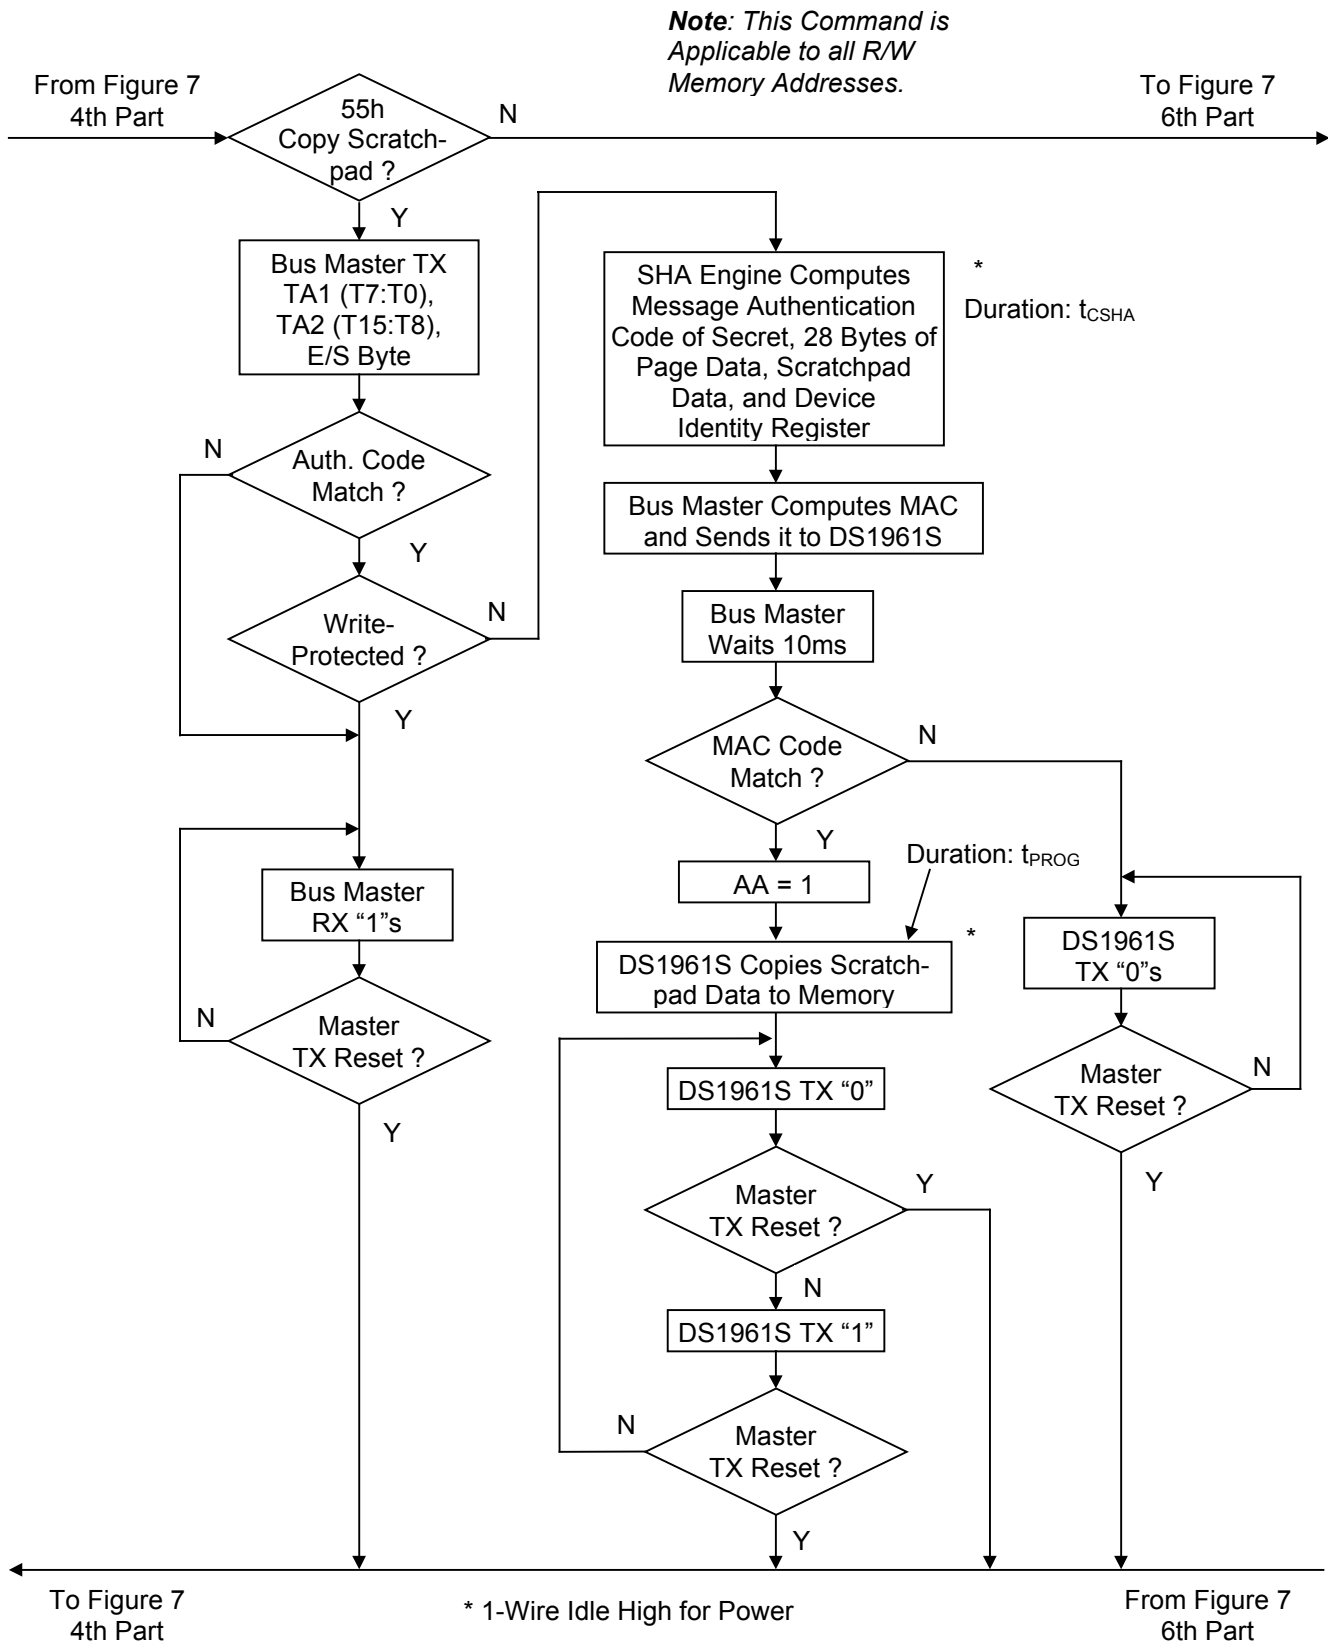 Note: This Command is
Applicable to all R/W
Memory Addresses.
From Figure 7
4th Part
55h
Copy Scratch-
pad ?
N
To Figure 7
6th Part
Y
Bus Master TX
TA1 (T7:T0),
TA2 (T15:T8),
E/S Byte
SHA Engine Computes
Message Authentication
Code of Secret, 28 Bytes of
Page Data, Scratchpad
Data, and Device
Identity Register
*
Duration: tCSHA
N
Auth. Code
Match ?
Y
Bus Master Computes MAC
and Sends it to DS1961S
Write-
Protected ?
N
Y
Bus Master
Waits 10ms
MAC Code
Match ?
N
Y
Duration: tPROG
AA = 1
Bus Master
RX “1”s
*
DS1961S Copies Scratch-
pad Data to Memory
DS1961S
TX “0”s
N
Master
TX Reset ?
Y
DS1961S TX “0”
Master
TX Reset ?
N
Y
Master
TX Reset ?
Y
N
DS1961S TX “1”
N
Master
TX Reset ?
Y
To Figure 7
4th Part
* 1-Wire Idle High for Power
From Figure 7
6th Part